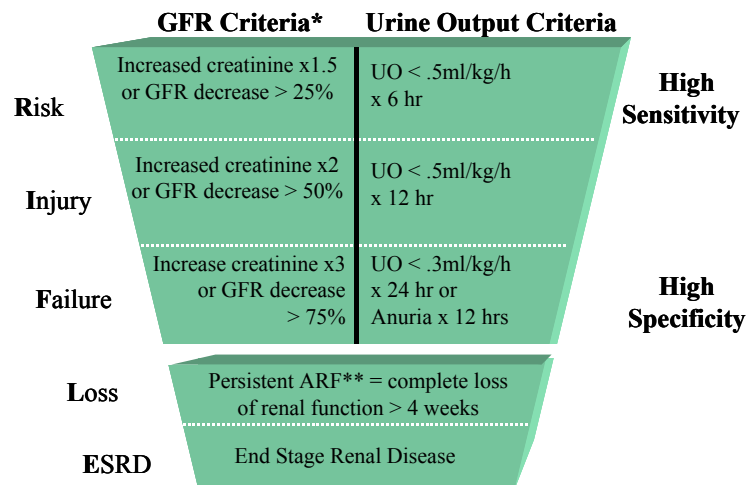 GFR Criteria* Urine Output Criteria
Risk
Increased creatinine x1.5
or GFR decrease > 25%
UO < .5ml/kg/h
x 6 hr
High
Sensitivity
Injury
Increased creatinine x2
or GFR decrease > 50%
UO < .5ml/kg/h
x 12 hr
Failure
Increase creatinine x3
or GFR decrease
> 75%
UO < .3ml/kg/h
x 24 hr or
Anuria x 12 hrs
High
Specificity
Loss
Persistent ARF** = complete loss
of renal function > 4 weeks
ESRD
End Stage Renal Disease